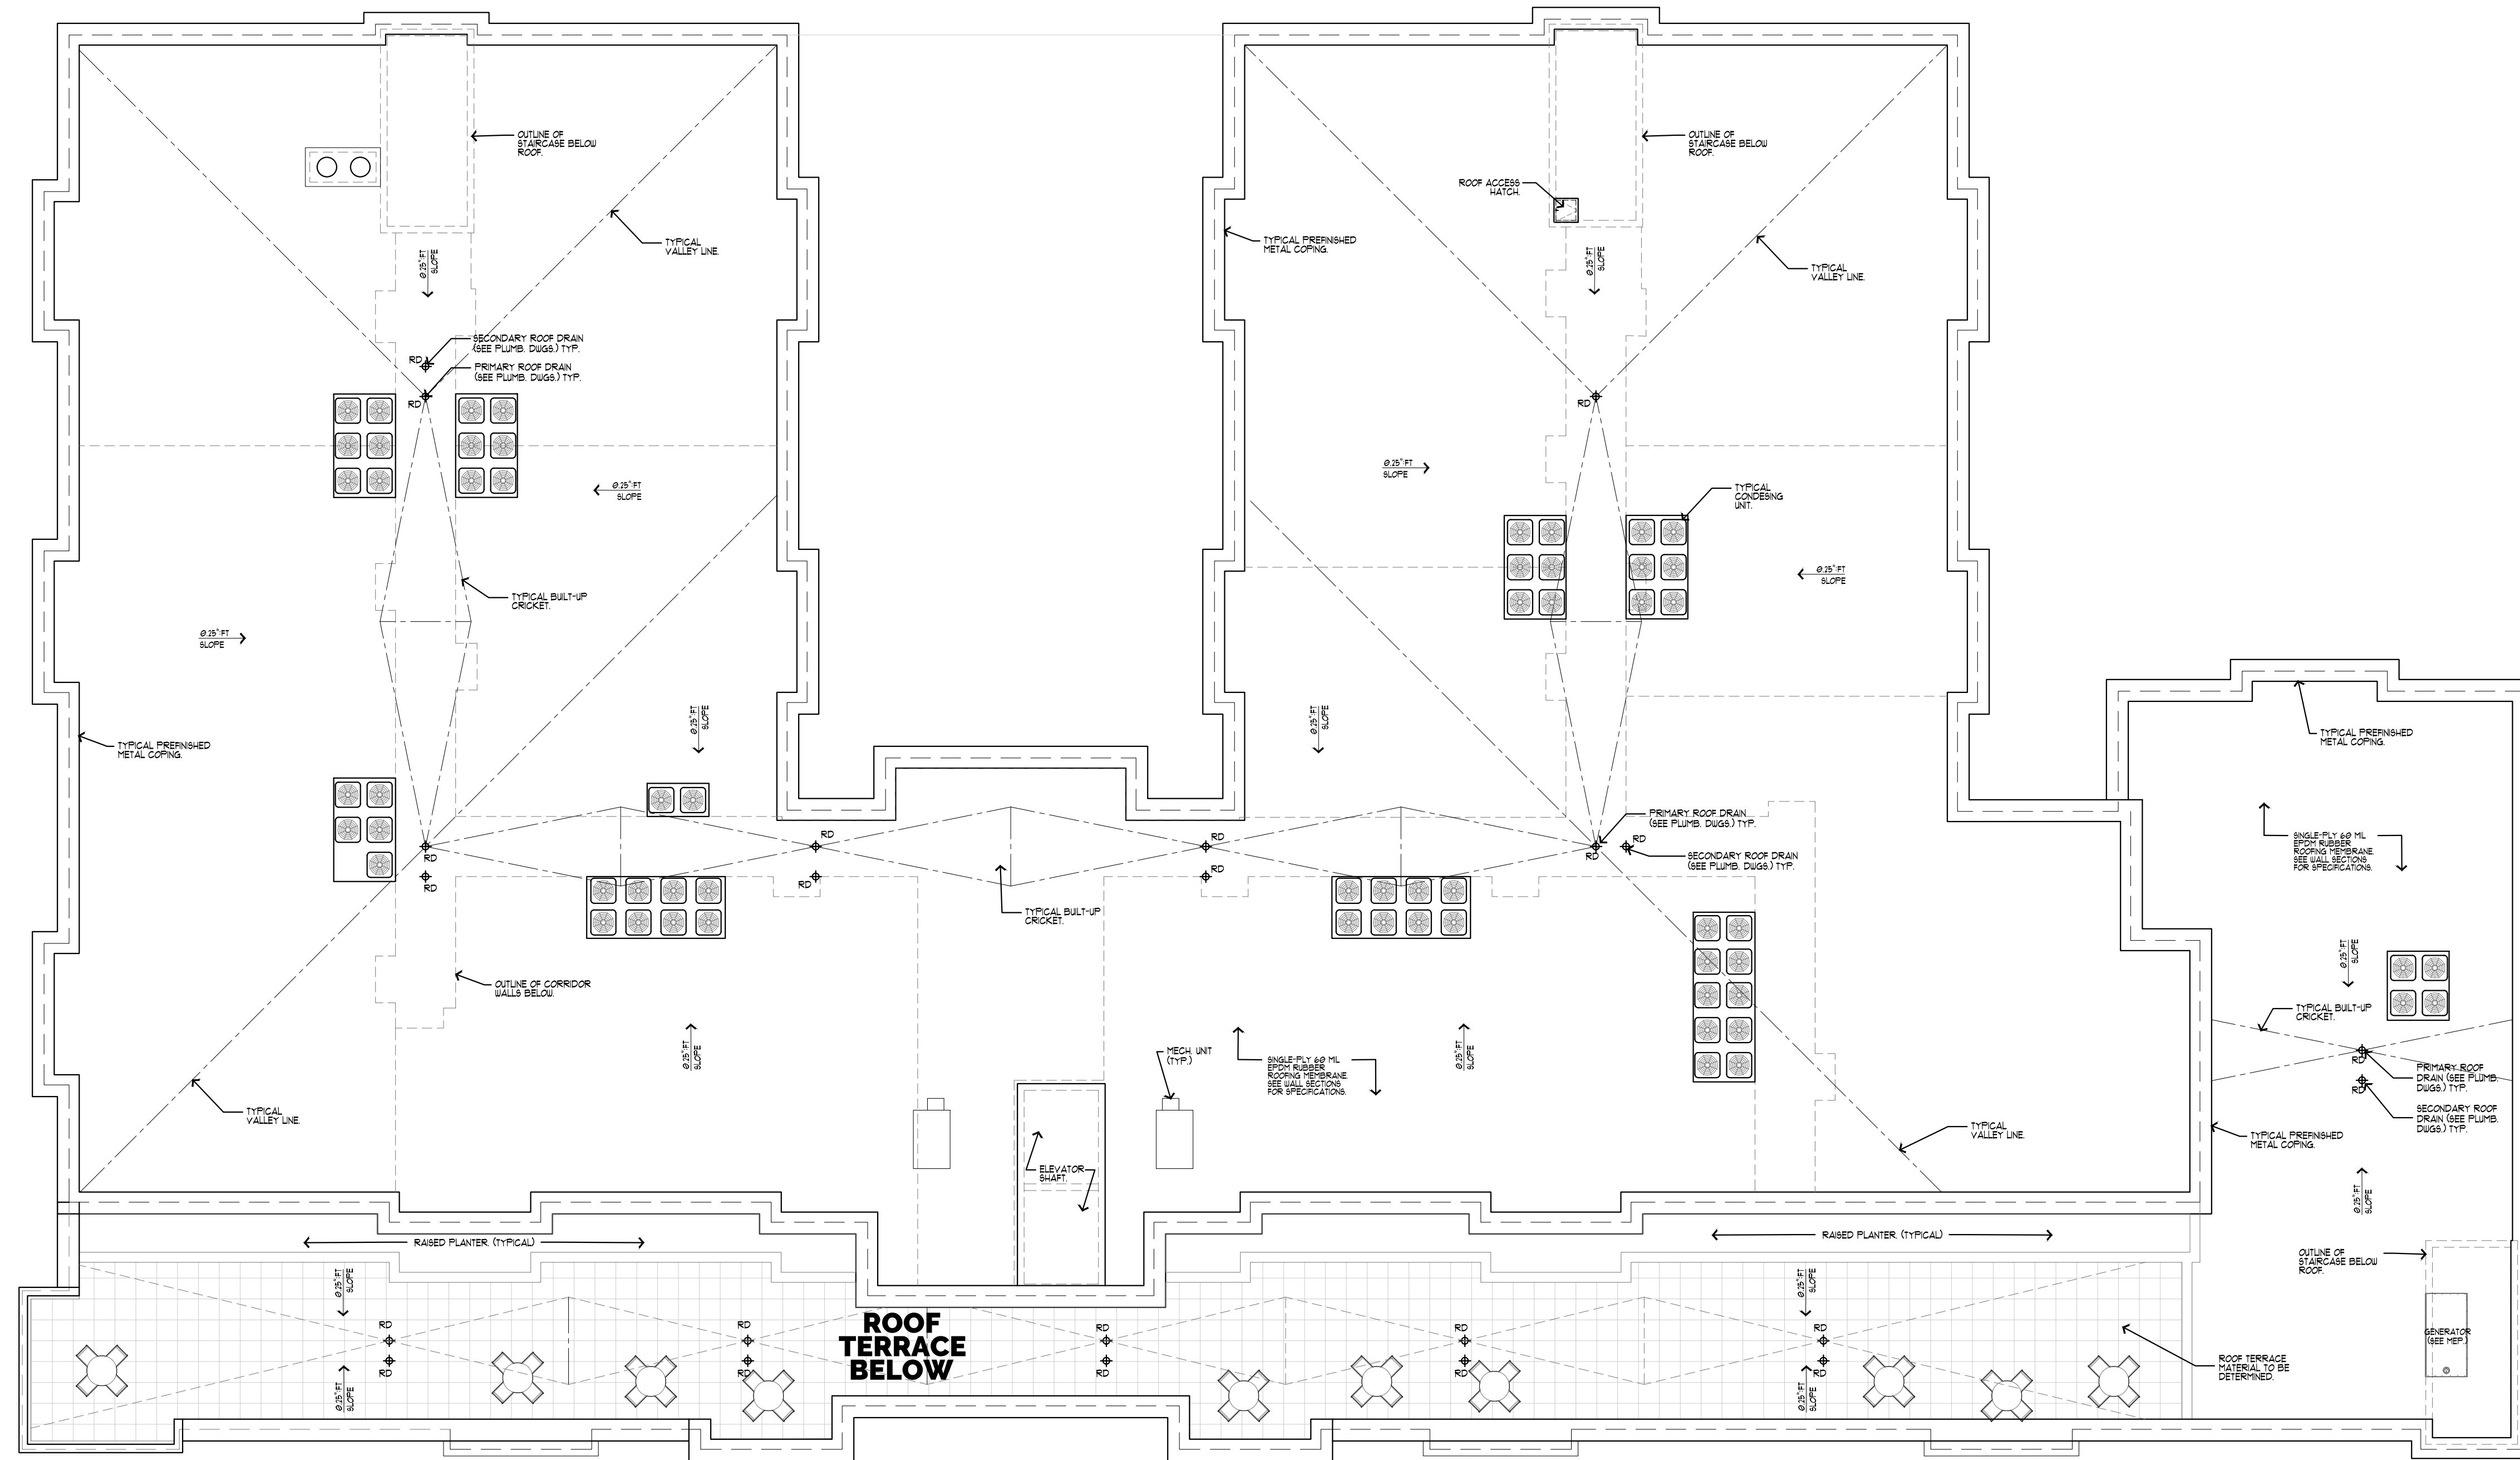 OUTLINE OF
STAIRCASE BELOW
ROOF.
OUTLINE OF
STAIRCASE BELOW
ROOF.
ROOF ACCESS
HATCH.
TYPICAL
VALLEY LINE.
TYPICAL PREFINISHED
METAL COPING.
TYPICAL
VALLEY LINE.
0.25":FT
SLOPE
0.25":FT
SLOPE
SECONDARY ROOF DRAIN
(SEE PLUMB. DWGS.) TYP.
RD
PRIMARY ROOF DRAIN
(SEE PLUMB. DWGS.) TYP.
RD
RD
0.25":FT
SLOPE
0.25":FT
SLOPE
TYPICAL
CONDESING
UNIT.
0.25":FT
SLOPE
TYPICAL BUILT-UP
CRICKET.
0.25":FT
SLOPE
0.25":FT
SLOPE
0.25":FT
SLOPE
TYPICAL PREFINISHED
METAL COPING.
TYPICAL PREFINISHED
METAL COPING.
PRIMARY ROOF DRAIN
(SEE PLUMB. DWGS.) TYP.
RD
RD
RD
RD
RD
SECONDARY ROOF DRAIN
(SEE PLUMB. DWGS.) TYP.
SINGLE-PLY 60 MIL
EPDM RUBBER
ROOFING MEMBRANE.
SEE WALL SECTIONS
FOR SPECIFICATIONS.
RD
RD
RD
TYPICAL BUILT-UP
CRICKET.
0.25":FT
SLOPE
OUTLINE OF CORRIDOR
WALLS BELOW.
TYPICAL BUILT-UP
CRICKET.
0.25":FT
SLOPE
MECH. UNIT
(TYP.)
SINGLE-PLY 60 MIL
EPDM RUBBER
ROOFING MEMBRANE.
SEE WALL SECTIONS
FOR SPECIFICATIONS.
0.25":FT
SLOPE
RD
PRIMARY ROOF
DRAIN (SEE PLUMB.
DWGS.) TYP.
RD
SECONDARY ROOF
DRAIN (SEE PLUMB.
DWGS.) TYP.
TYPICAL
VALLEY LINE.
TYPICAL
VALLEY LINE.
TYPICAL PREFINISHED
METAL COPING.
ELEVATOR
SHAFT.
0.25":FT
SLOPE
RAISED PLANTER. (TYPICAL)
RAISED PLANTER. (TYPICAL)
OUTLINE OF
STAIRCASE BELOW
ROOF.
0.25":FT
SLOPE
0.25":FT
SLOPE
RD
RD
RD
RD
RD
ROOF
TERRACE
BELOW
GENERATOR
(SEE MEP.)
RD
RD
RD
RD
RD
0.25":FT
SLOPE
0.25":FT
SLOPE
ROOF TERRACE
MATERIAL TO BE
DETERMINED.